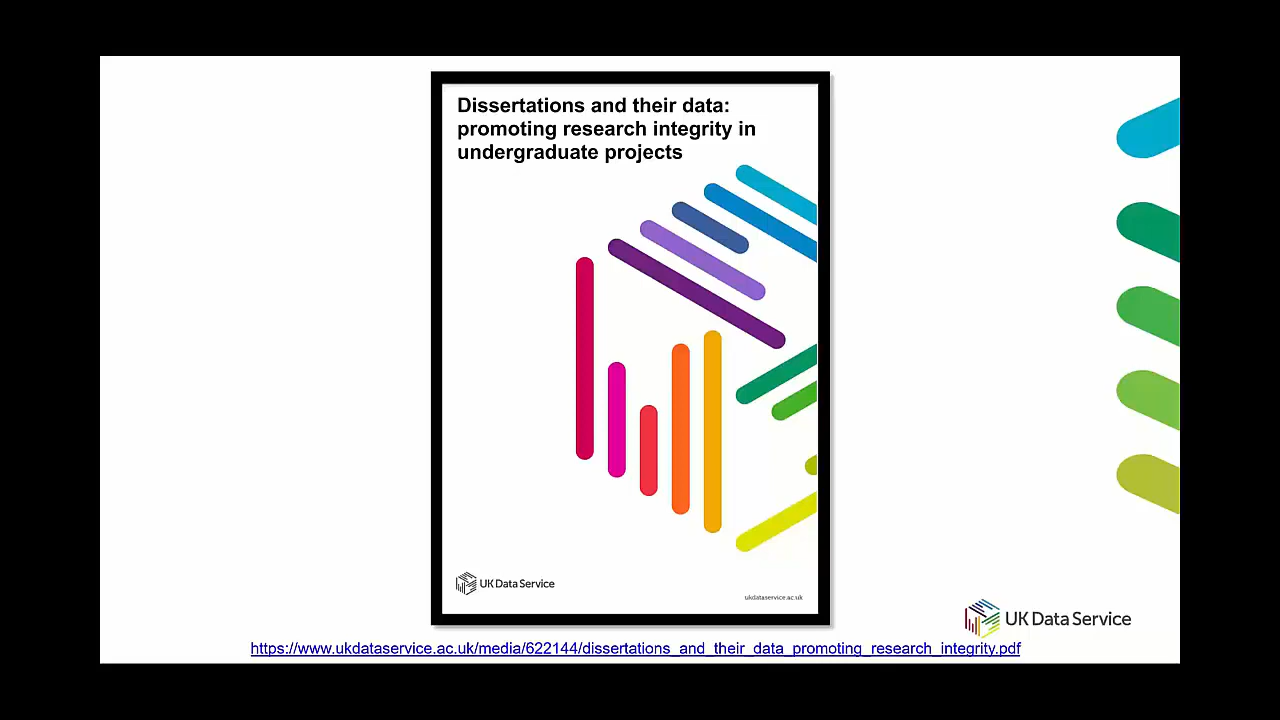 Dissertations and their data:
promoting research integrity in
undergraduate projects
UK Data Service
ukdataservice.ac.uk
UK Data Service
https://www.ukdataservice.ac.uk/media/622144/dissertations_and_their_data_promoting_research_integrity.pdf